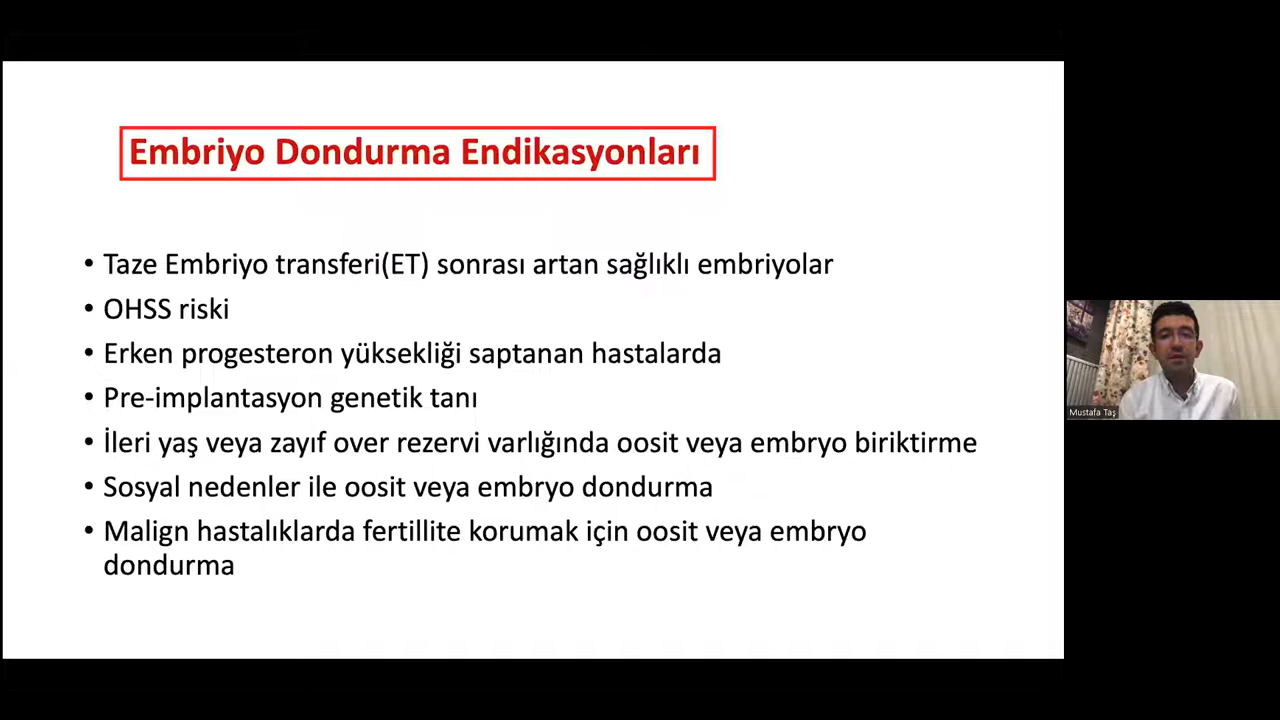 Embriyo Dondurma Endikasyonları
• Taze Embriyo transferi(ET) sonrası artan sağlıklı embriyolar
• OHSS riski
• Erken progesteron yüksekliği saptanan hastalarda
• Pre-implantasyon genetik tanı
• İleri yaş veya zayıf over rezervi varlığında oosit veya embryo biriktirme
• Sosyal nedenler ile oosit veya embryo dondurma
• Malign hastalıklarda fertillite korumak için oosit veya embryo
dondurma
Mustafa Taş